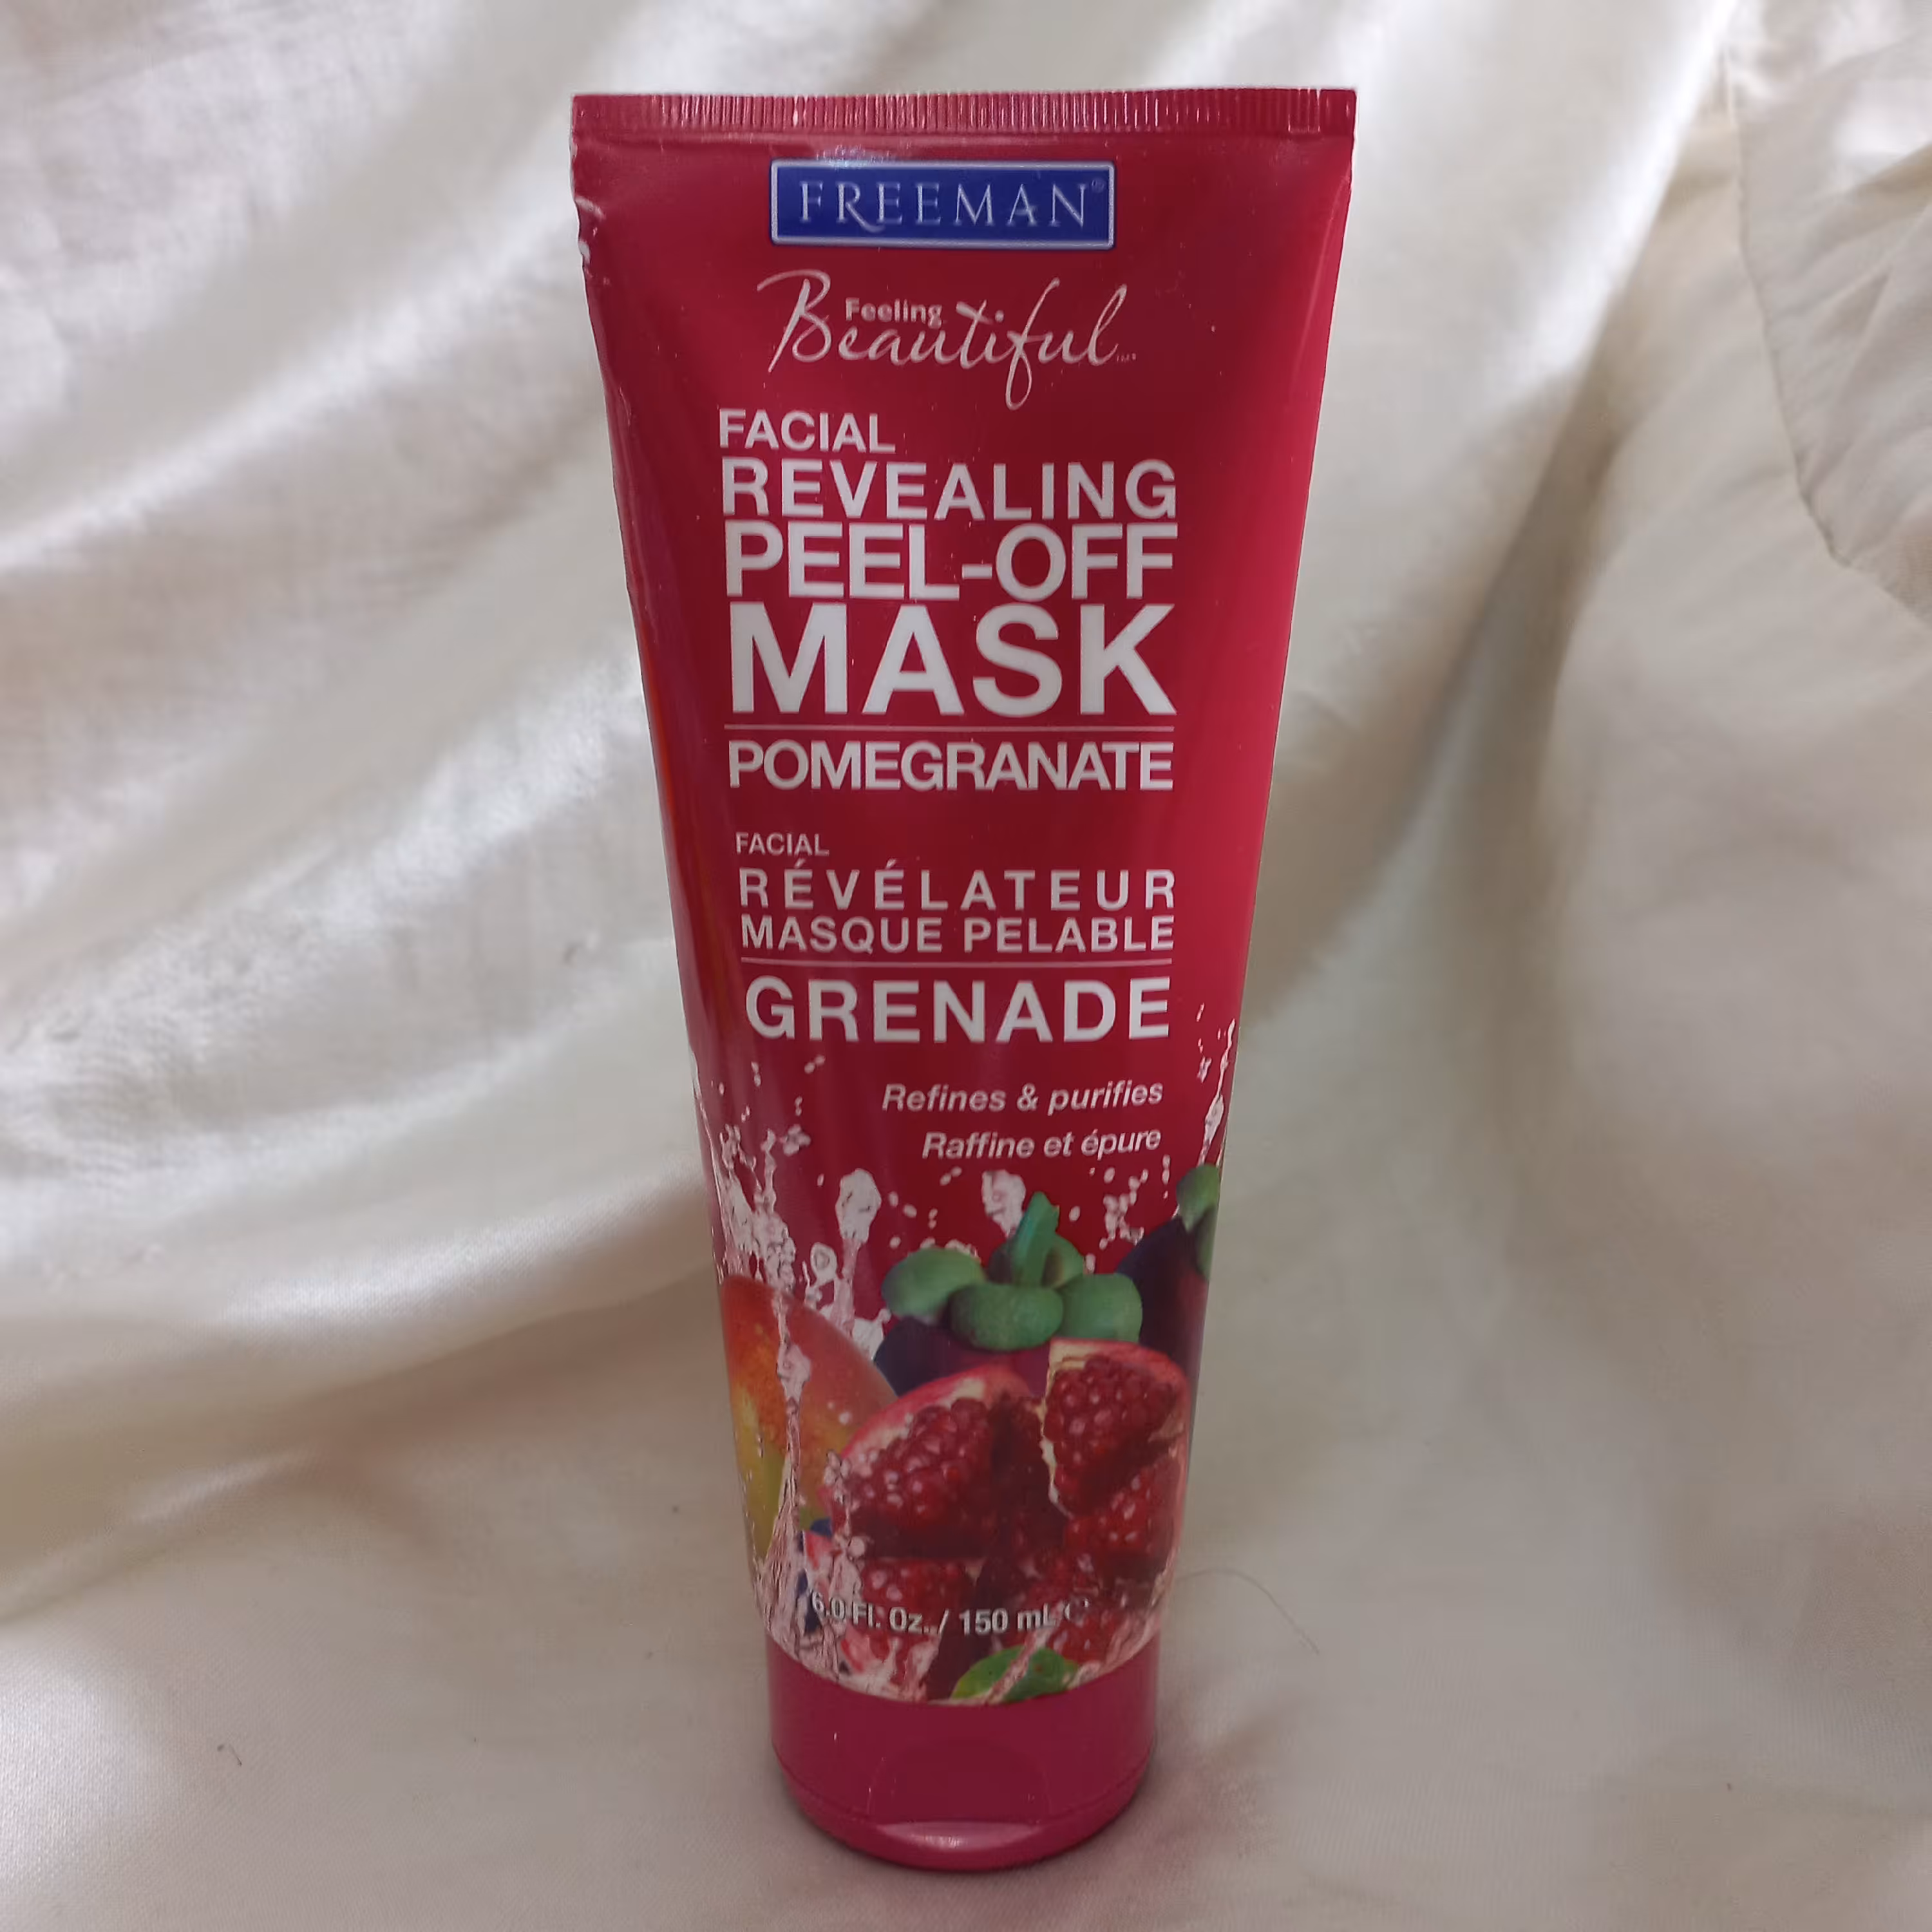 FREEMAN®
Feeling
Beautiful
FACIAL
REVEALING
PEEL-OFF
MASK
POMEGRANATE
FACIAL
RÉVÉLATEUR
MASQUE PELABLE
GRENADE
Refines & purifies
Raffine et épure
6.0 Fl. Oz. / 150 mL ℮